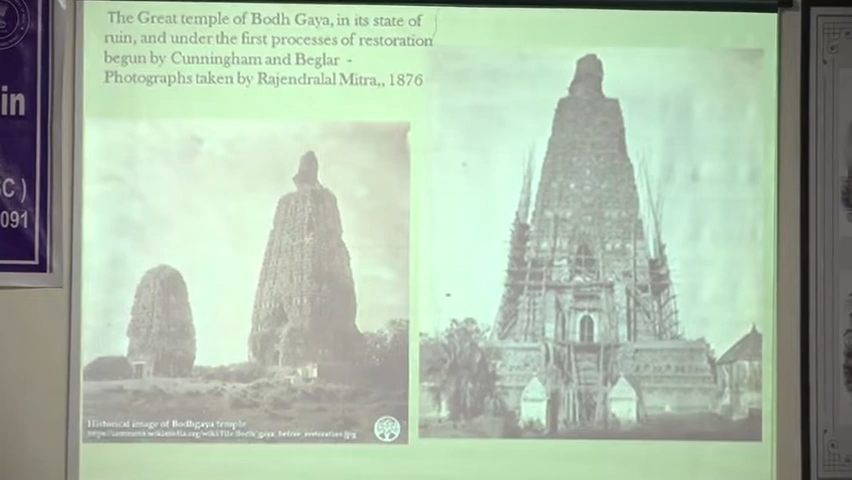 The Great temple of Bodh Gaya, in its state of
ruin, and under the first processes of restoration
begun by Cunningham and Beglar -
Photographs taken by Rajendralal Mitra,, 1876
in
SC )
091
Historical image of Bodhgaya temple